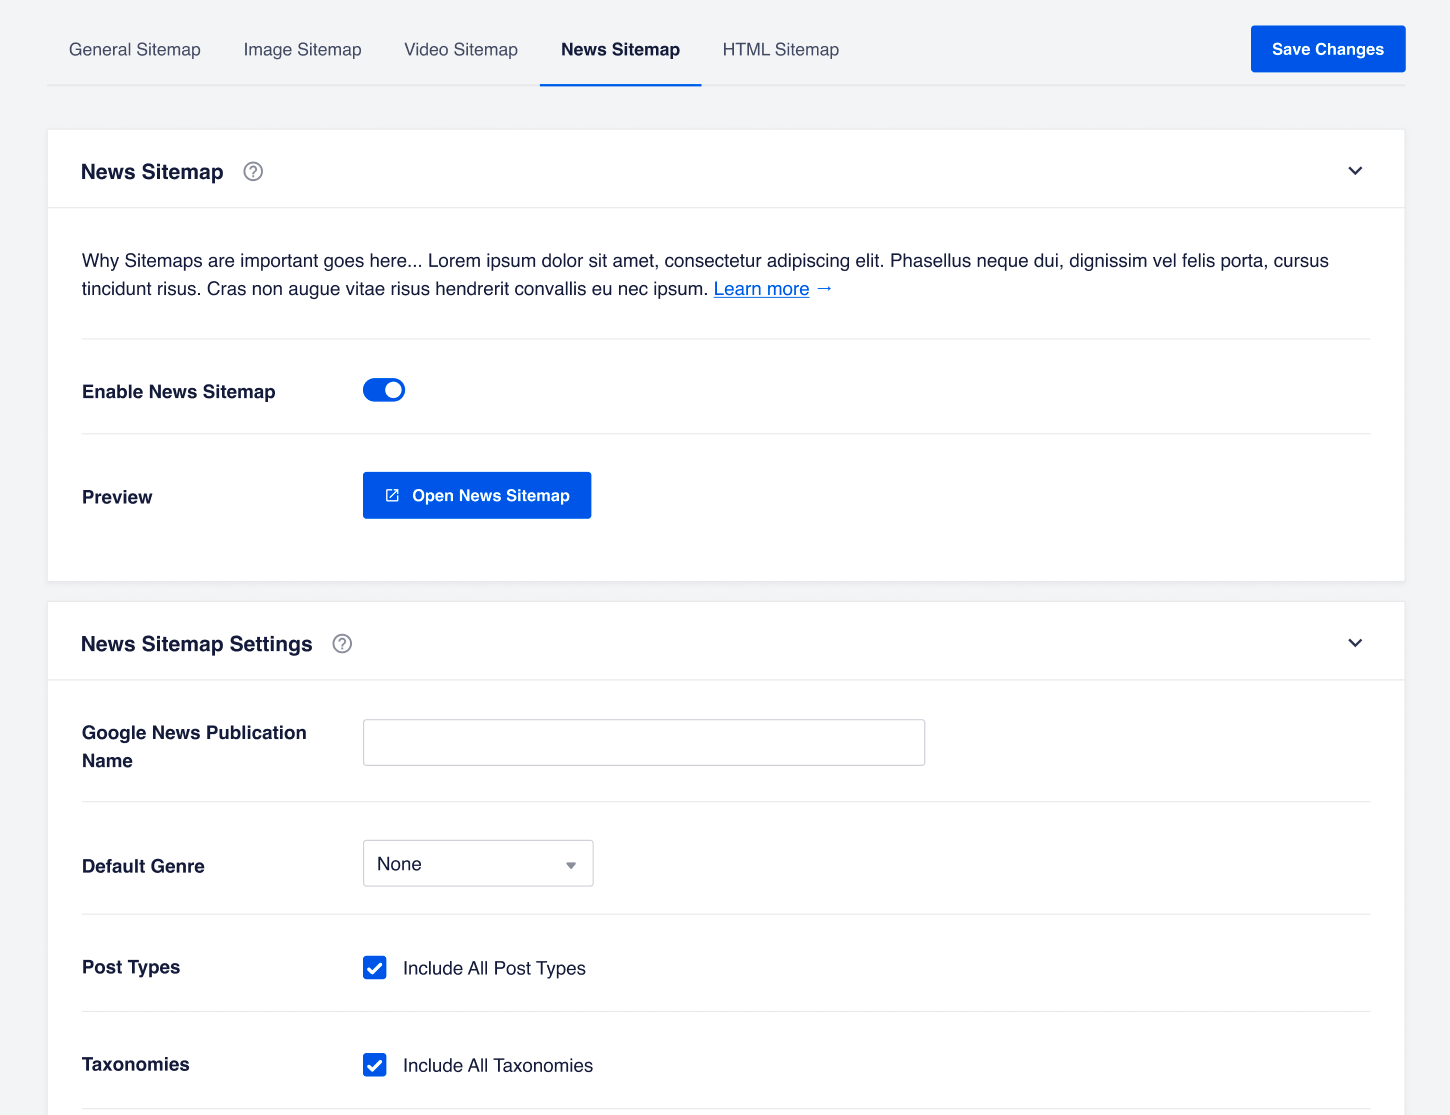 General Sitemap
Image Sitemap
Video Sitemap
News Sitemap
HTML Sitemap
Save Changes
News Sitemap
Why Sitemaps are important goes here... Lorem ipsum dolor sit amet, consectetur adipiscing elit. Phasellus neque dui, dignissim vel felis porta, cursus
tincidunt risus. Cras non augue vitae risus hendrerit convallis eu nec ipsum. Learn more →
Enable News Sitemap
Preview
Open News Sitemap
News Sitemap Settings
Google News Publication
Name
Default Genre
None
Post Types
Include All Post Types
Taxonomies
Include All Taxonomies